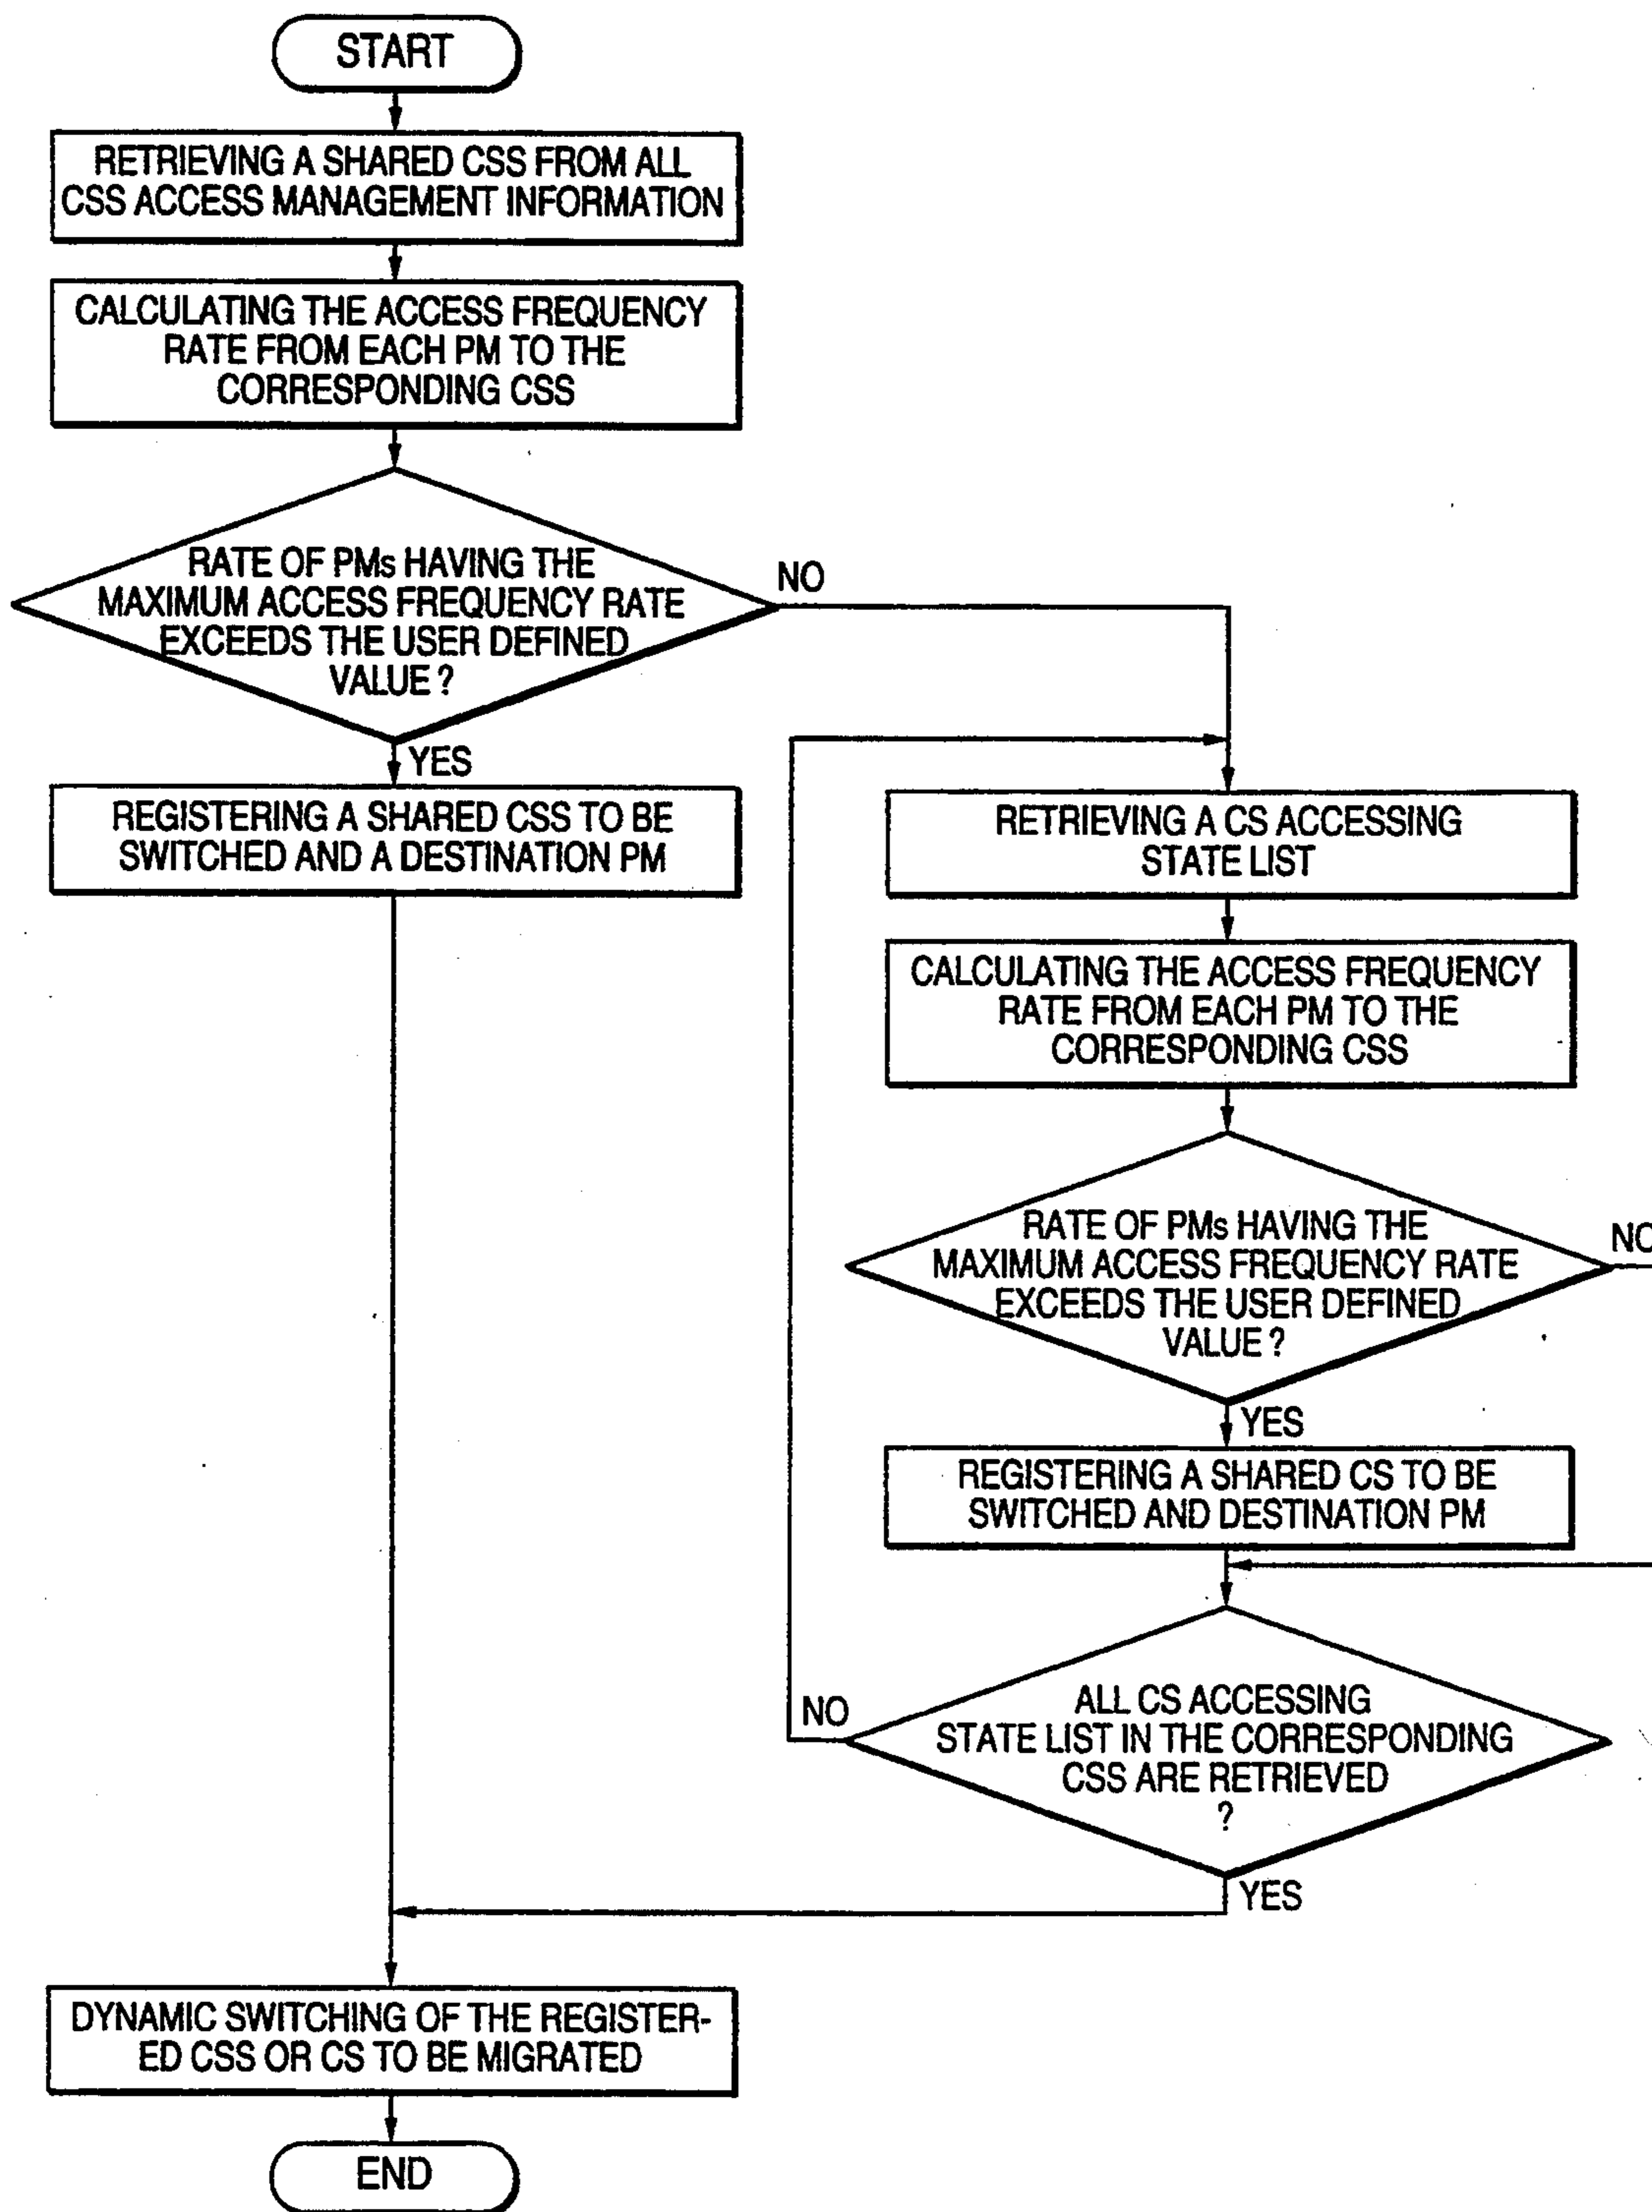 START
RETRIEVING A SHARED CSS FROM ALL
CSS ACCESS MANAGEMENT INFORMATION
CALCULATING THE ACCESS FREQUENCY
RATE FROM EACH PM TO THE
CORRESPONDING CSS
RATE OF PMs HAVING THE
MAXIMUM ACCESS FREQUENCY RATE
EXCEEDS THE USER DEFINED
VALUE ?
NO
YES
REGISTERING A SHARED CSS TO BE
SWITCHED AND A DESTINATION PM
RETRIEVING A CS ACCESSING
STATE LIST
CALCULATING THE ACCESS FREQUENCY
RATE FROM EACH PM TO THE
CORRESPONDING CSS
RATE OF PMs HAVING THE
MAXIMUM ACCESS FREQUENCY RATE
EXCEEDS THE USER DEFINED
VALUE ?
NO
YES
REGISTERING A SHARED CS TO BE
SWITCHED AND DESTINATION PM
ALL CS ACCESSING
STATE LIST IN THE CORRESPONDING
CSS ARE RETRIEVED
?
NO
YES
DYNAMIC SWITCHING OF THE REGISTER-
ED CSS OR CS TO BE MIGRATED
END